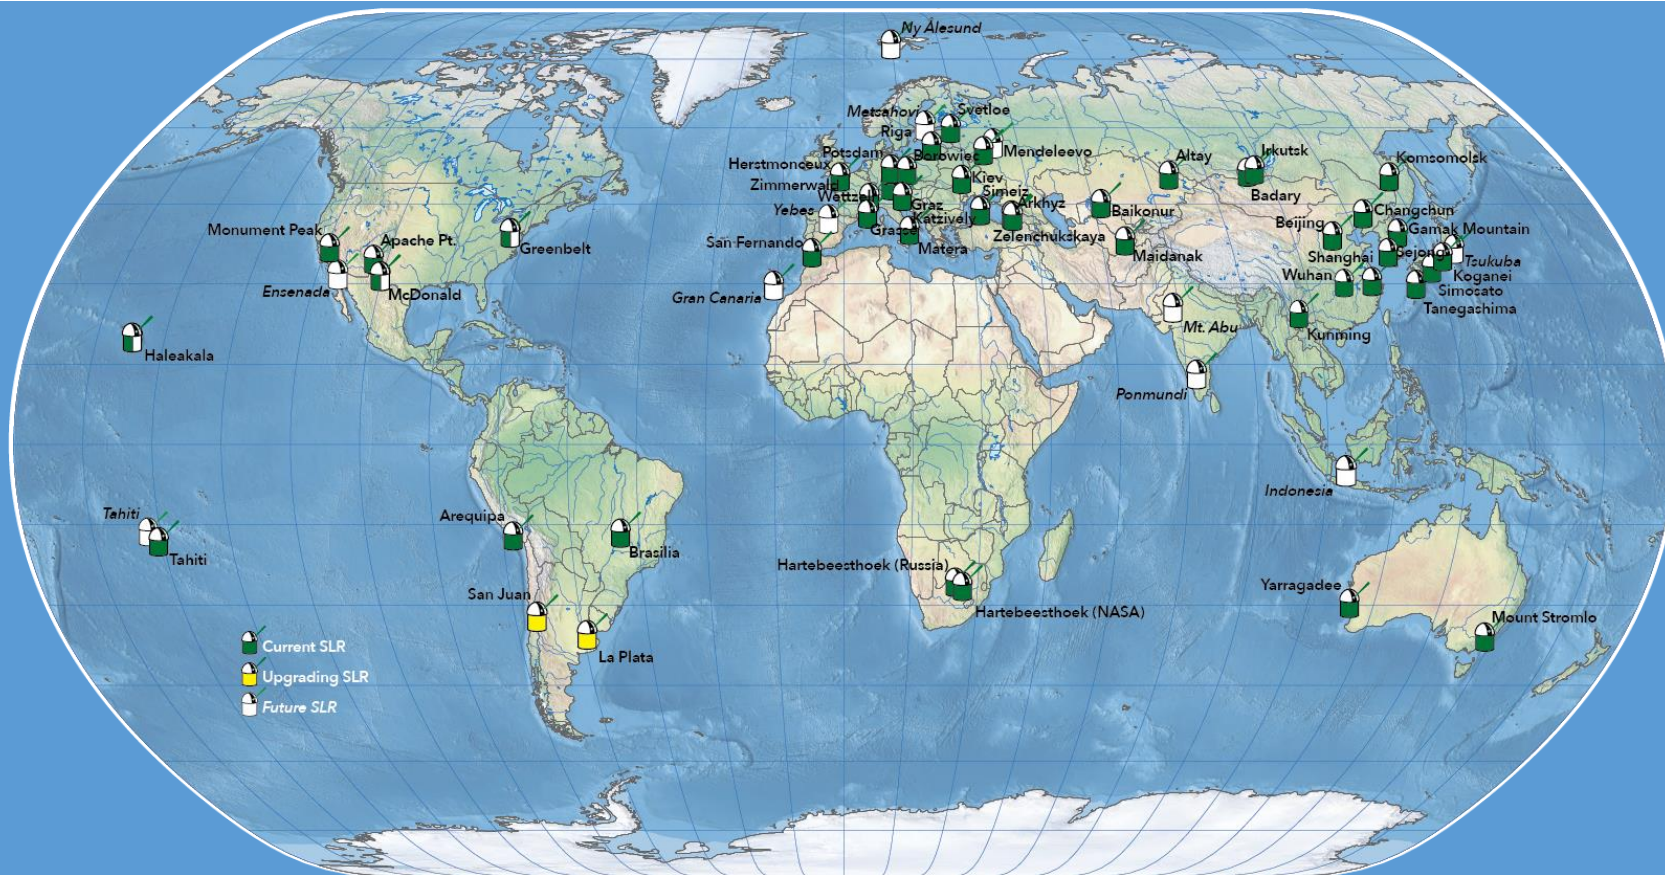 Ny Ålesund
Metsahovi
Svetloe
Riga
Mendeleevo
Potsdam
Borowiec
Herstmonceux
Altay
Irkutsk
Komsomolsk
Zimmerwald
Kiev
Wettzell
Simeiz
Badary
Graz
Arkhyz
Baikonur
Yebes
Katzively
Changchun
Monument Peak
Grasse
Beijing
Gamak Mountain
Apache Pt.
Greenbelt
San Fernando
Matera
Zelenchukskaya
Maidanak
Shanghai
Sejong
Tsukuba
Wuhan
Koganei
Ensenada
McDonald
Gran Canaria
Simosato
Tanegashima
Mt. Abu
Kunming
Haleakala
Ponmundi
Indonesia
Tahiti
Arequipa
Tahiti
Brasilia
Hartebeesthoek (Russia)
Yarragadee
San Juan
Hartebeesthoek (NASA)
Mount Stromlo
Current SLR
La Plata
Upgrading SLR
Future SLR